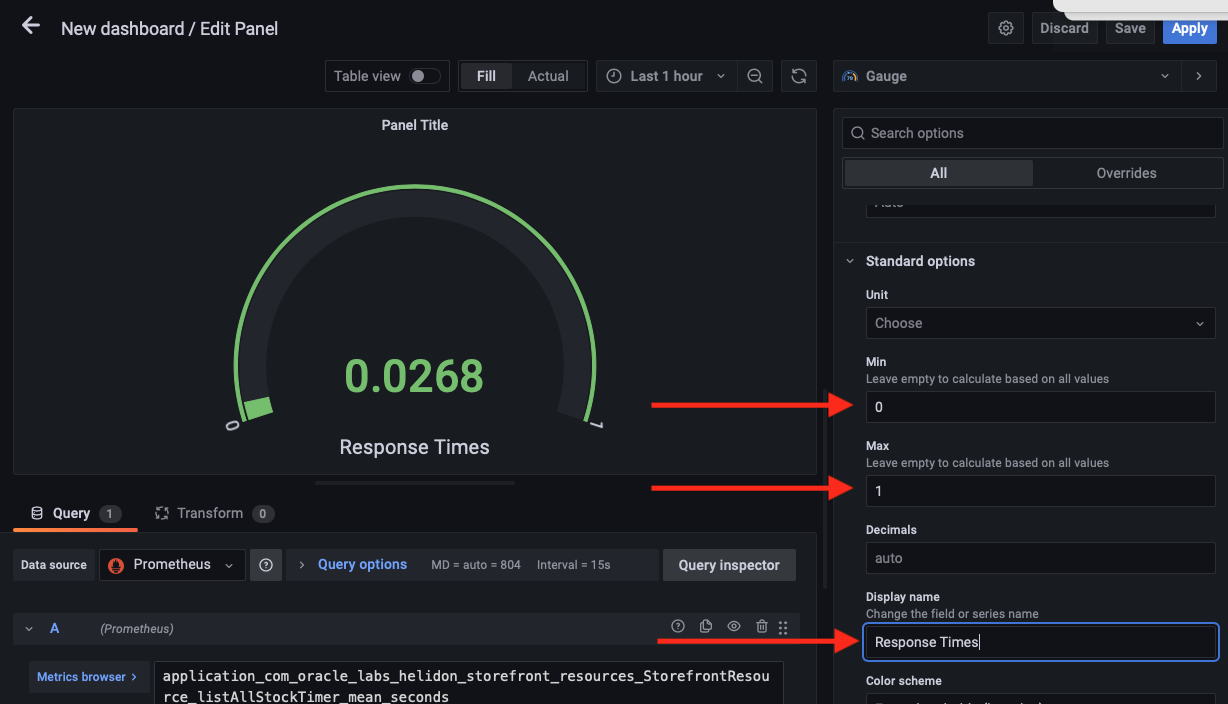 New dashboard / Edit Panel
Discard
Save
Apply
Table view
Fill
Actual
Last 1 hour
Gauge
Panel Title
0.0268
0
1
Response Times
Search options
All
Overrides
Standard options
Unit
Choose
Min
Leave empty to calculate based on all values
0
Max
Leave empty to calculate based on all values
1
Decimals
auto
Display name
Change the field or series name
Response Times
Color scheme
Query 1
Transform 0
Data source
Prometheus
Query options
MD = auto = 804
Interval = 15s
Query inspector
A
(Prometheus)
Metrics browser >
application_com_oracle_labs_helidon_storefront_resources_StorefrontResou
rce_listAllStockTimer_mean_seconds